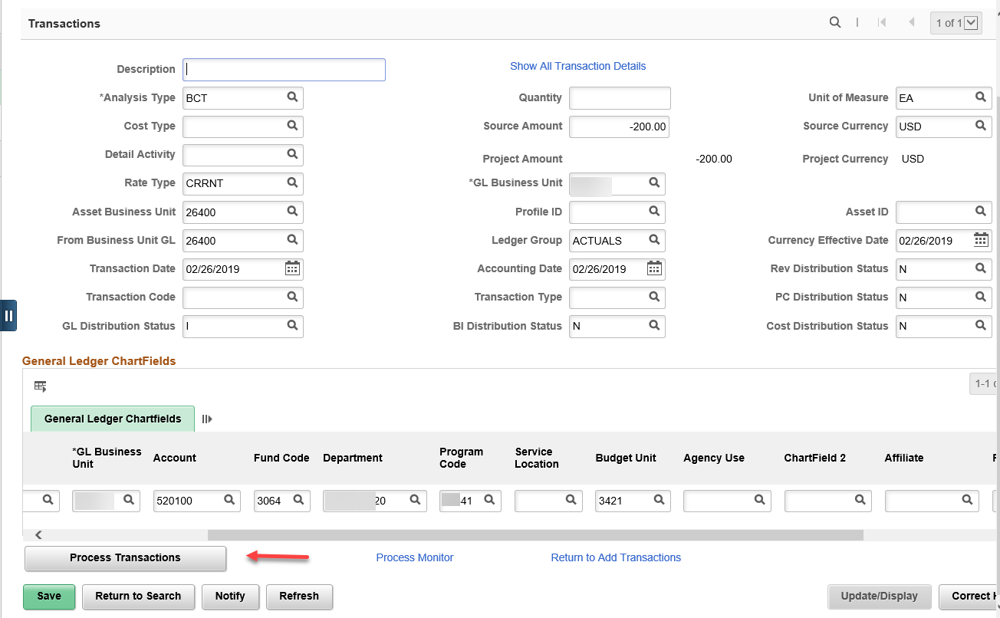 Transactions
1 of 1
Description
Show All Transaction Details
*Analysis Type BCT Quantity Unit of Measure EA
Cost Type Source Amount -200.00 Source Currency USD
Detail Activity Project Amount -200.00 Project Currency USD
Rate Type CRRNT *GL Business Unit
Asset Business Unit 26400 Profile ID Asset ID
From Business Unit GL 26400 Ledger Group ACTUALS Currency Effective Date 02/26/2019
Transaction Date 02/26/2019 Accounting Date 02/26/2019 Rev Distribution Status N
Transaction Code Transaction Type PC Distribution Status N
GL Distribution Status I BI Distribution Status N Cost Distribution Status N
General Ledger ChartFields
1-1
General Ledger Chartfields
*GL Business Unit Account Fund Code Department Program Code Service Location Budget Unit Agency Use ChartField 2 Affiliate
520100 3064 20 41 3421
Process Transactions Process Monitor Return to Add Transactions
Save Return to Search Notify Refresh Update/Display Correct